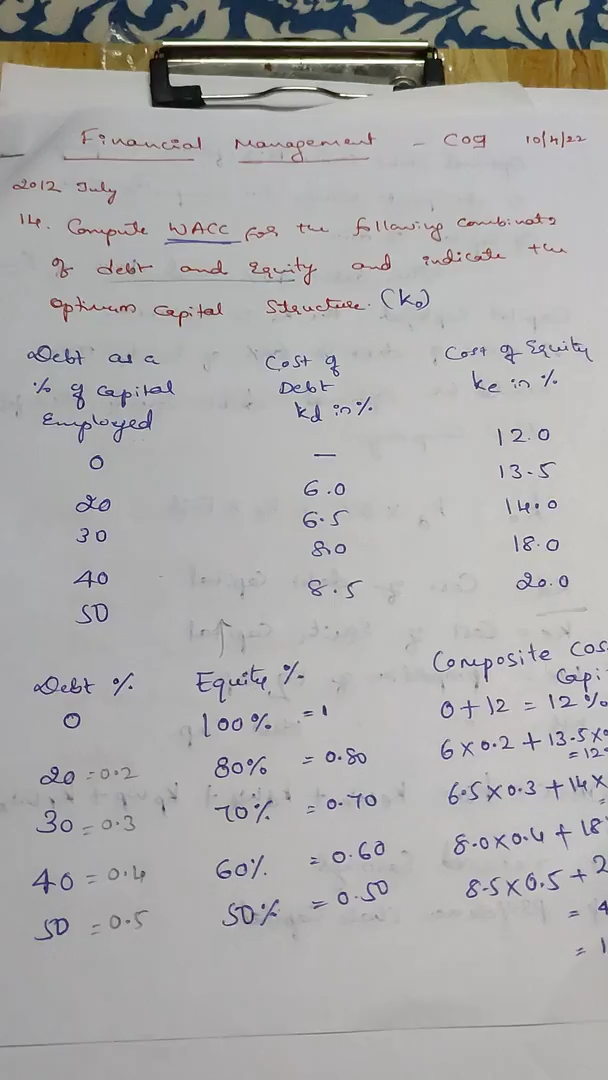 Financial Management - COG 10/4/22
2012 July
14. Compute WACC for the following combinats
of debt and Equity and indicate the
optimum capital structure. (ko)
Debt as a Cost of Cost of Equity
% of capital Debt ke in %
Employed kd in %
0 — 12.0
20 6.0 13.5
30 6.5 14.0
40 8.0 18.0
50 8.5 20.0
Debt % Equity % Composite Cos
Capi
0 100% = 1 0 + 12 = 12%
20 = 0.2 80% = 0.80 6 x 0.2 + 13.5 x 0
= 12
30 = 0.3 70% = 0.70 6.5 x 0.3 + 14 x
=
40 = 0.4 60% = 0.60 8.0 x 0.4 + 18
50 = 0.5 50% = 0.50 8.5 x 0.5 + 2
= 4
= 1